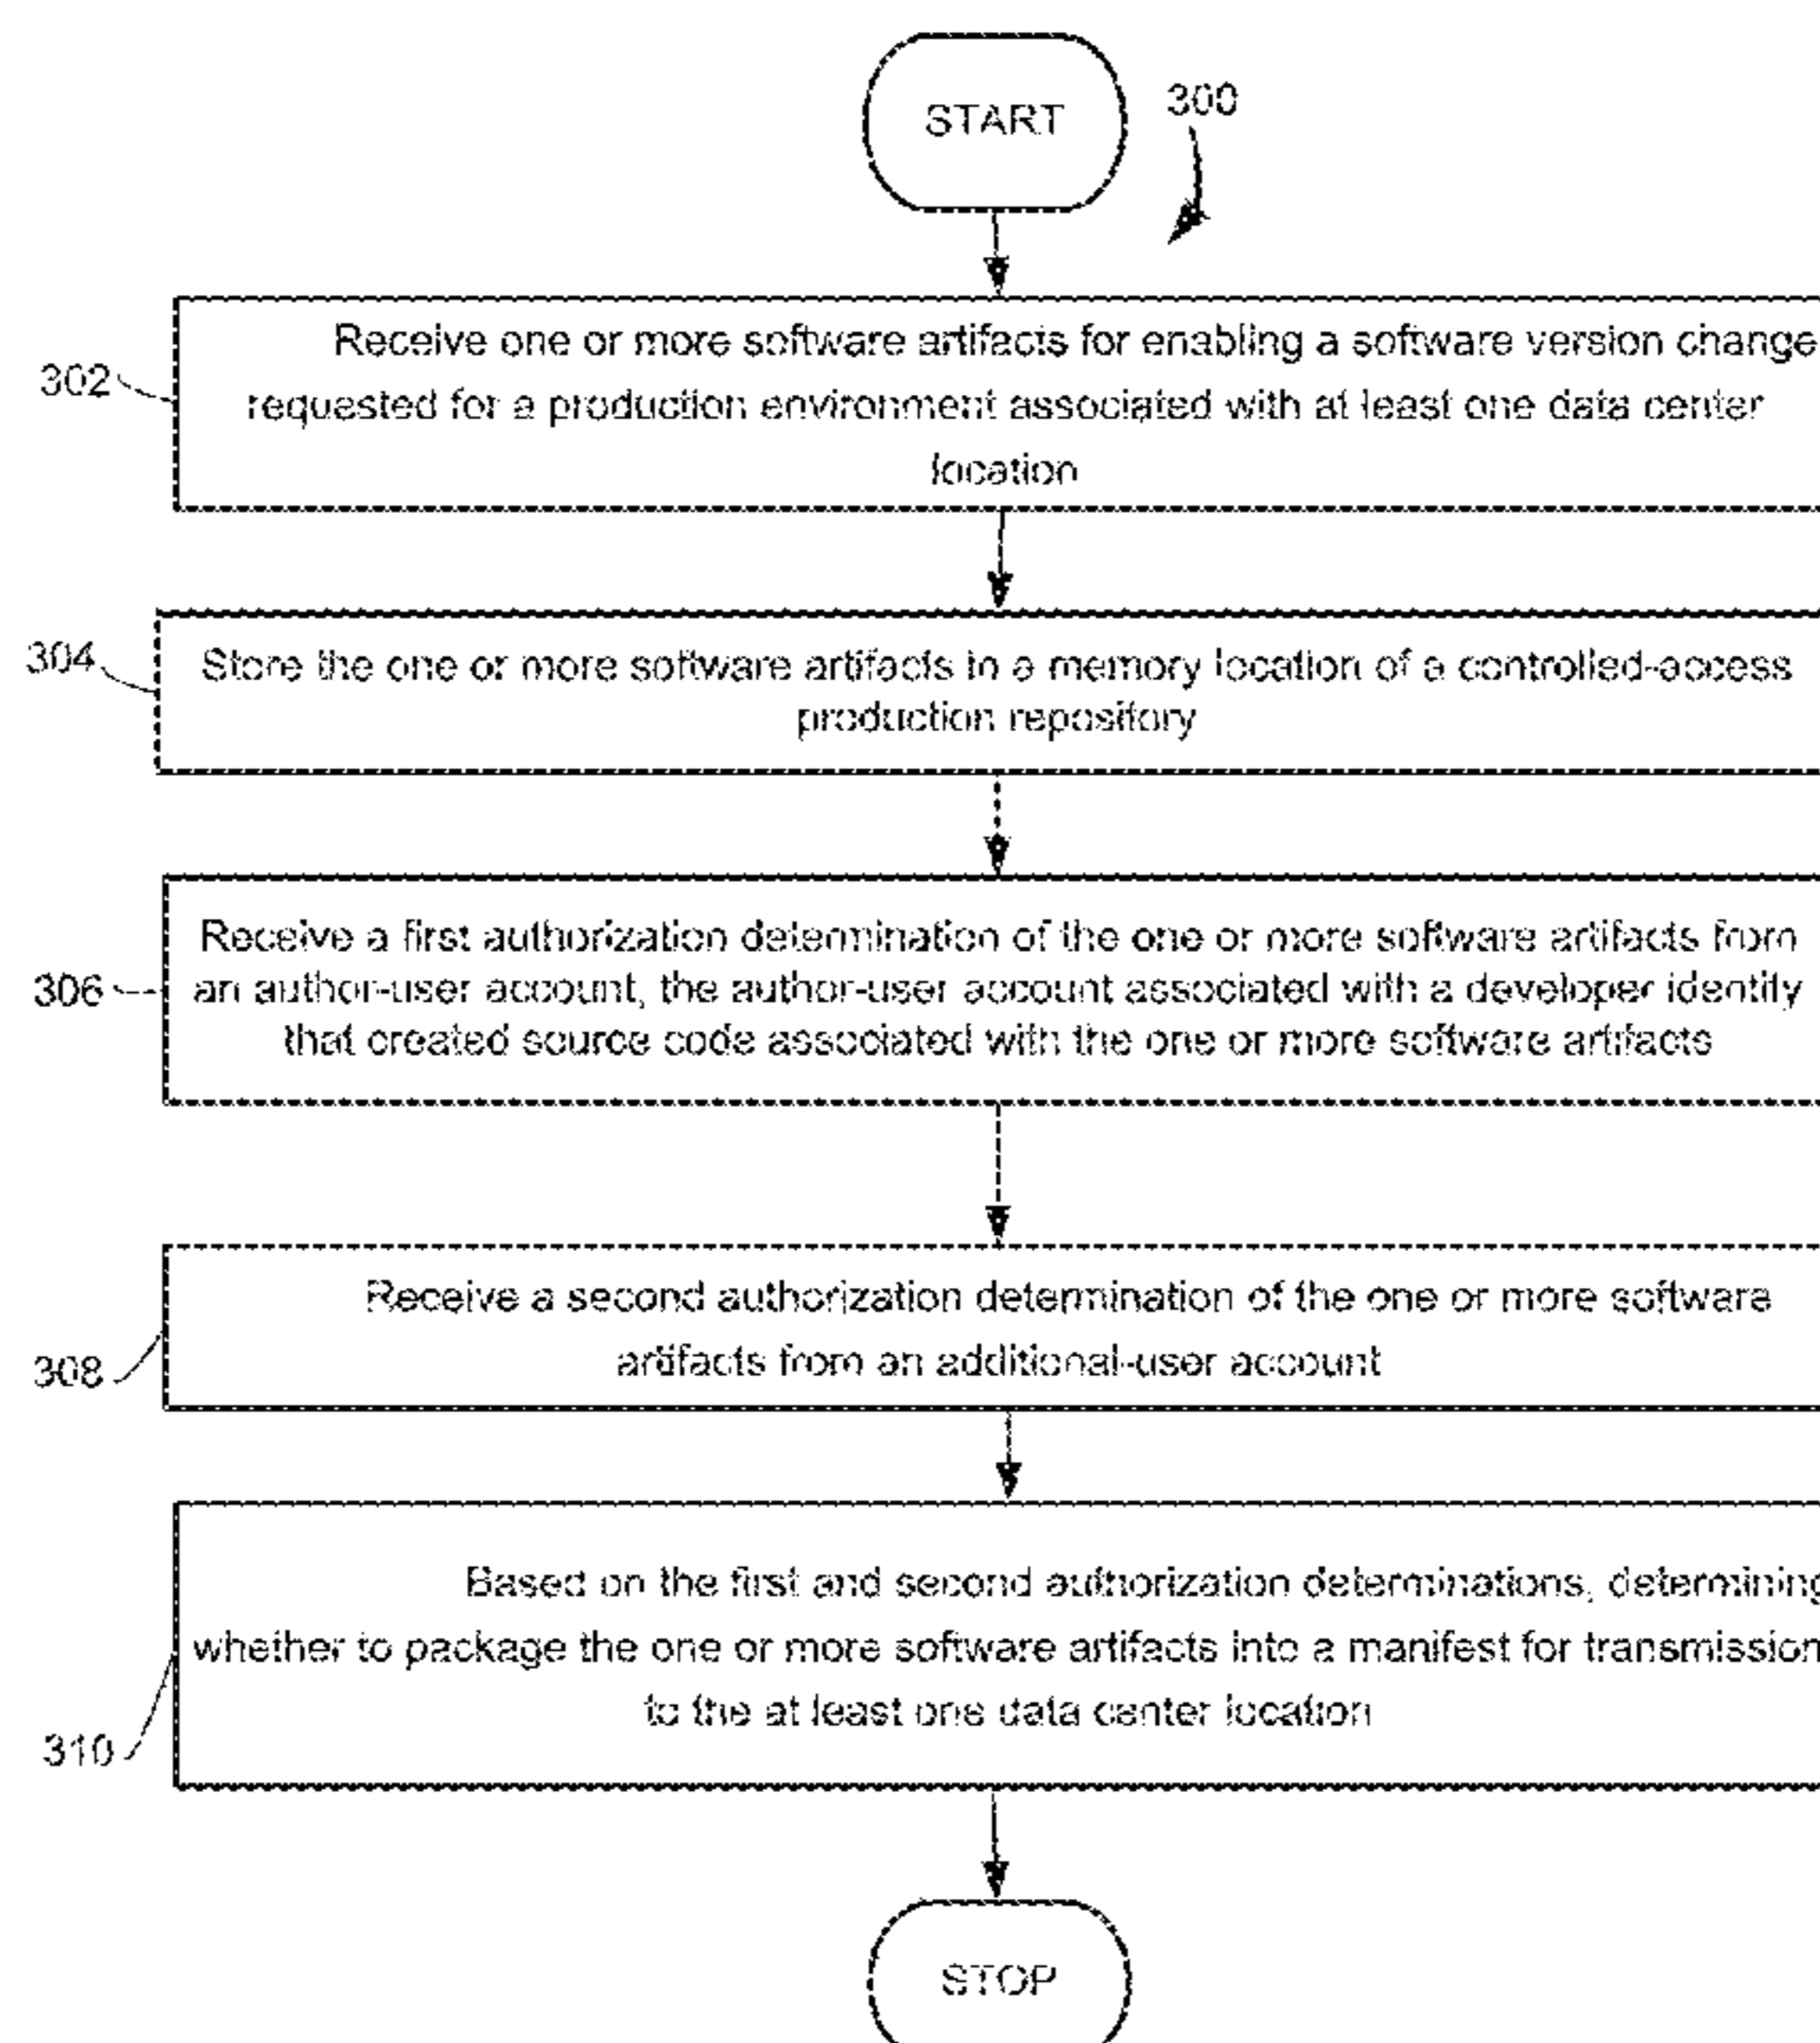 START
300
302
Receive one or more software artifacts for enabling a software version change
requested for a production environment associated with at least one data center
location
304
Store the one or more software artifacts in a memory location of a controlled-access
production repository
306
Receive a first authorization determination of the one or more software artifacts from
an author-user account, the author-user account associated with a developer identity
that created source code associated with the one or more software artifacts
308
Receive a second authorization determination of the one or more software
artifacts from an additional-user account
310
Based on the first and second authorization determinations, determining
whether to package the one or more software artifacts into a manifest for transmission
to the at least one data center location
STOP